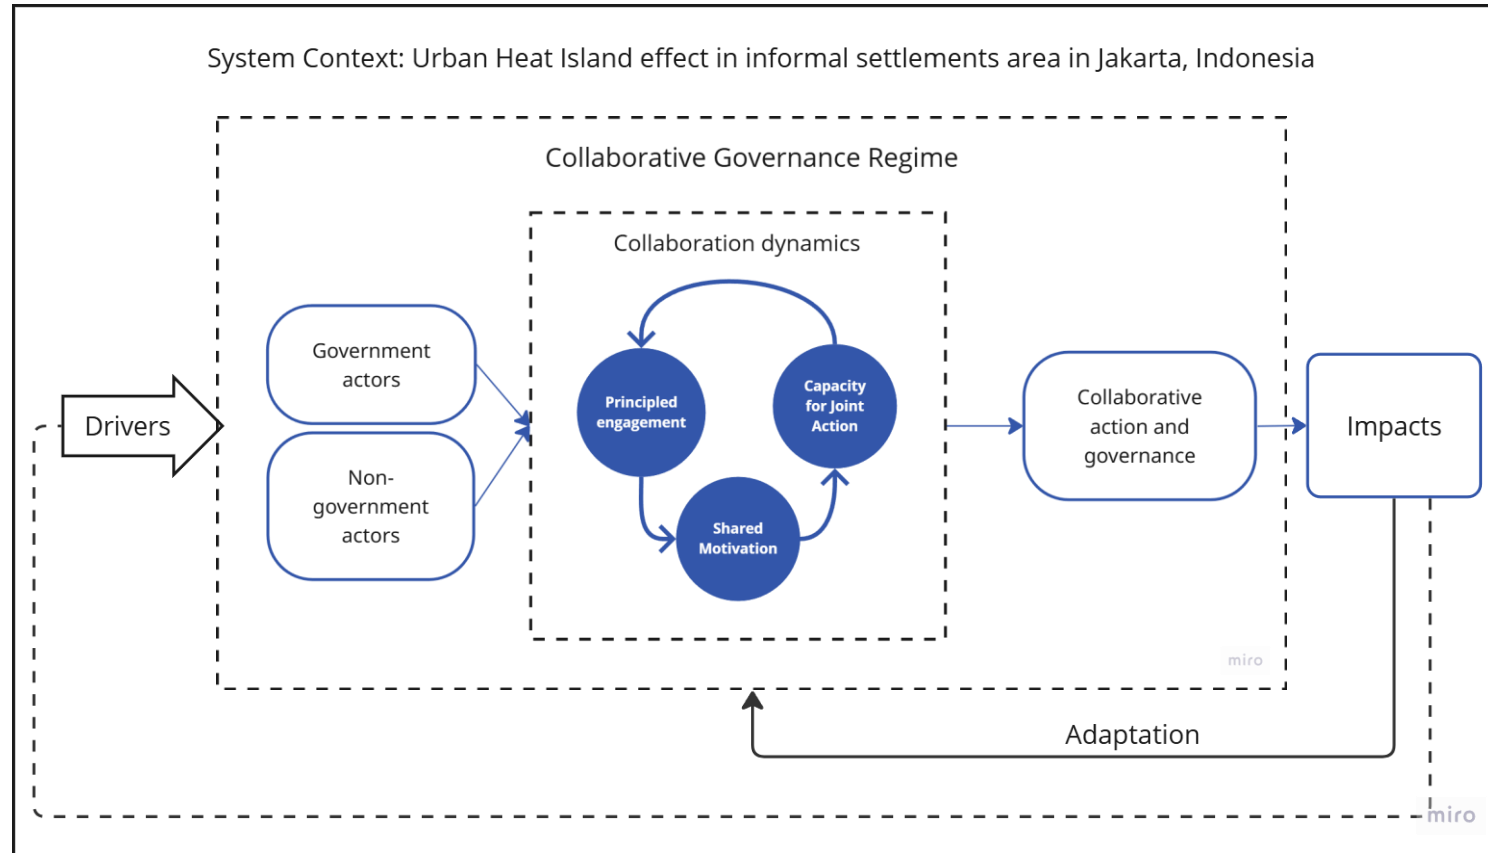 System Context: Urban Heat Island effect in informal settlements area in Jakarta, Indonesia
Collaborative Governance Regime
Collaboration dynamics
Drivers
Government
actors
Non-
government
actors
Principled
engagement
Capacity
for Joint
Action
Shared
Motivation
Collaborative
action and
governance
Impacts
miro
Adaptation
miro